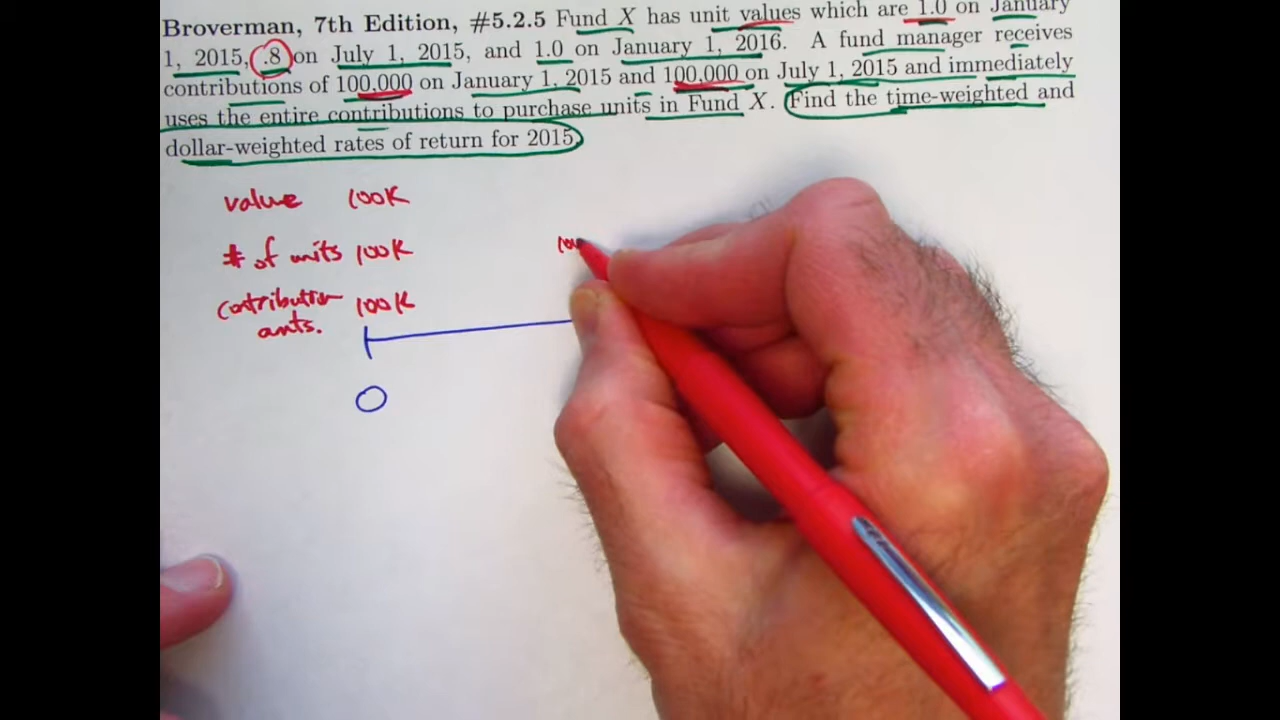 Broverman, 7th Edition, #5.2.5 Fund X has unit values which are 1.0 on January
1, 2015, .8 on July 1, 2015, and 1.0 on January 1, 2016. A fund manager receives
contributions of 100,000 on January 1, 2015 and 100,000 on July 1, 2015 and immediately
uses the entire contributions to purchase units in Fund X. Find the time-weighted and
dollar-weighted rates of return for 2015.
value 100K
# of units 100K
contribution 100K
amts.
0